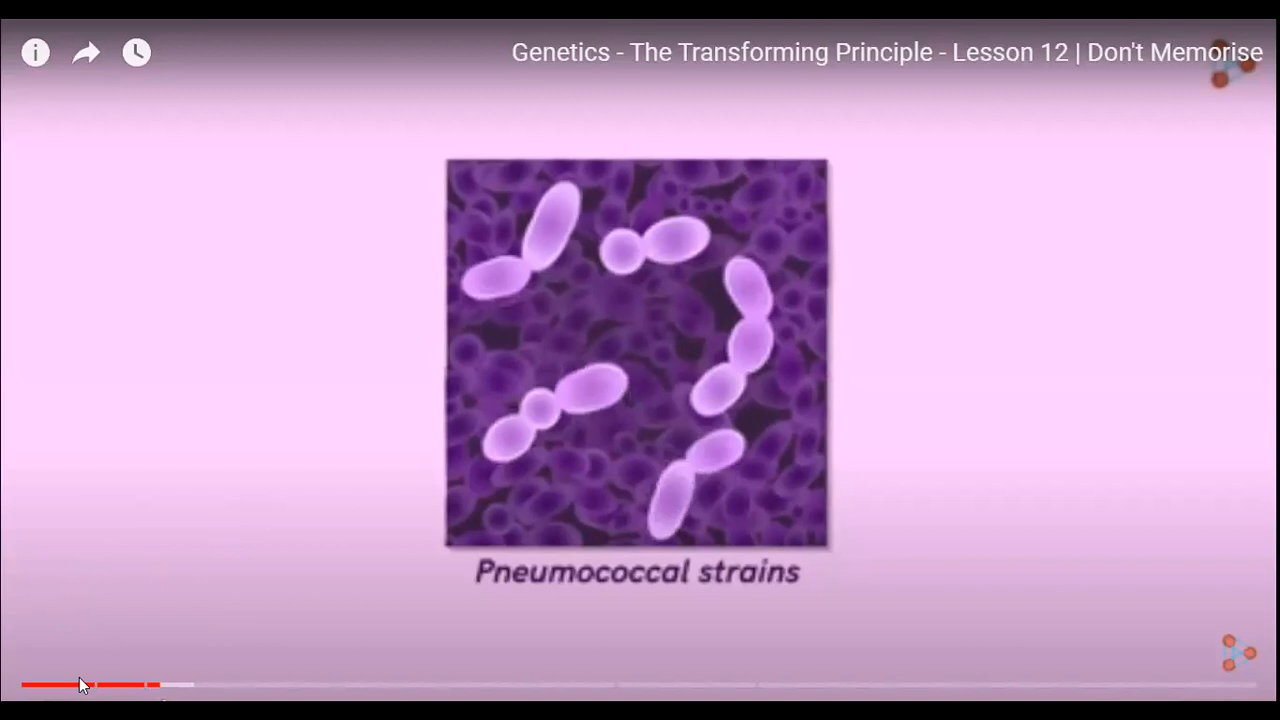 Genetics - The Transforming Principle - Lesson 12 | Don't Memorise
Pneumococcal strains